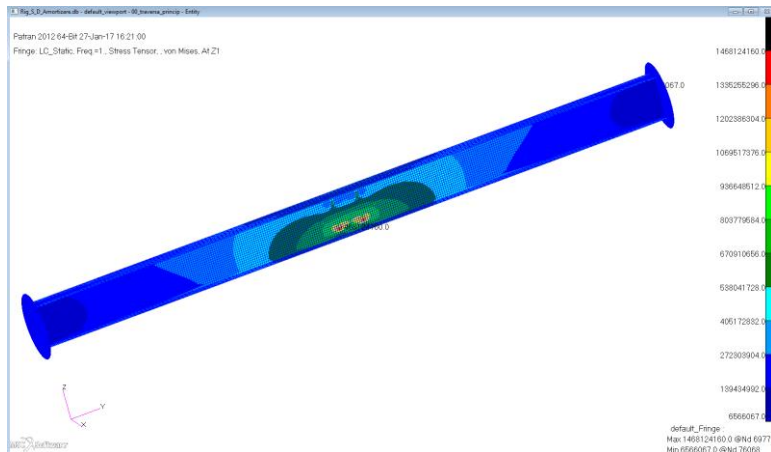 Rig_S_D_Amortizare.db - default_viewport - 00_traversa_princip - Entity
Patran 2012 64-Bit 27-Jan-17 16:21:00
Fringe: LC_Static, Freq.=1., Stress Tensor, , von Mises, At Z1
1468124160.0
067.0
1335255296.0
1202386304.0
1069517376.0
936648512.0
803779584.0
670910656.0
538041728.0
405172832.0
272303904.0
139434992.0
6566067.0
Z
Y
X
default_Fringe :
Max 1468124160.0 @Nd 6977
Min 6566067.0 @Nd 76068